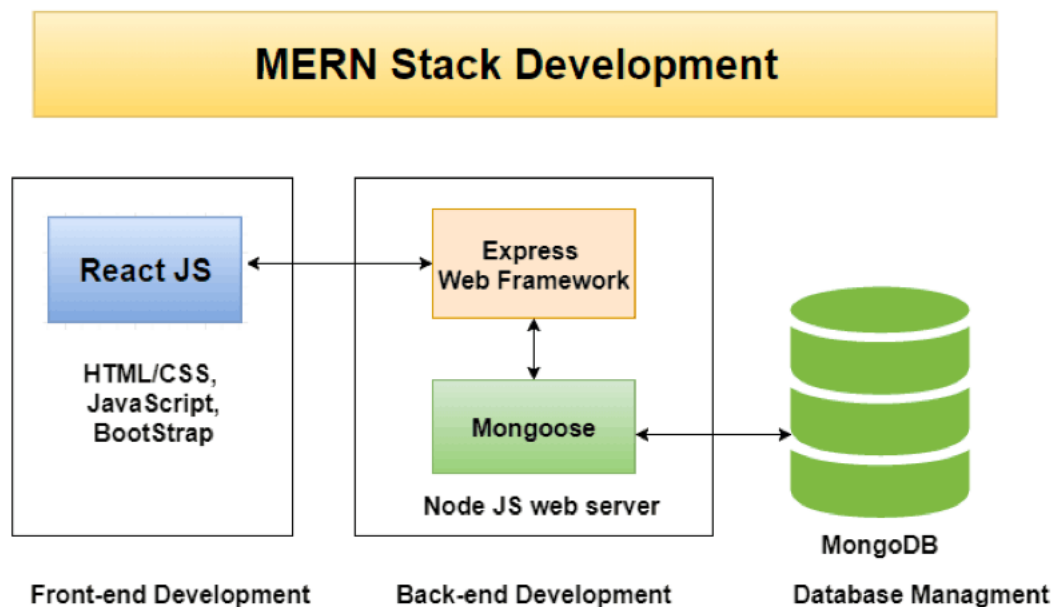 MERN Stack Development
React JS
HTML/CSS,
JavaScript,
BootStrap
Express
Web Framework
Mongoose
Node JS web server
MongoDB
Front-end Development
Back-end Development
Database Managment